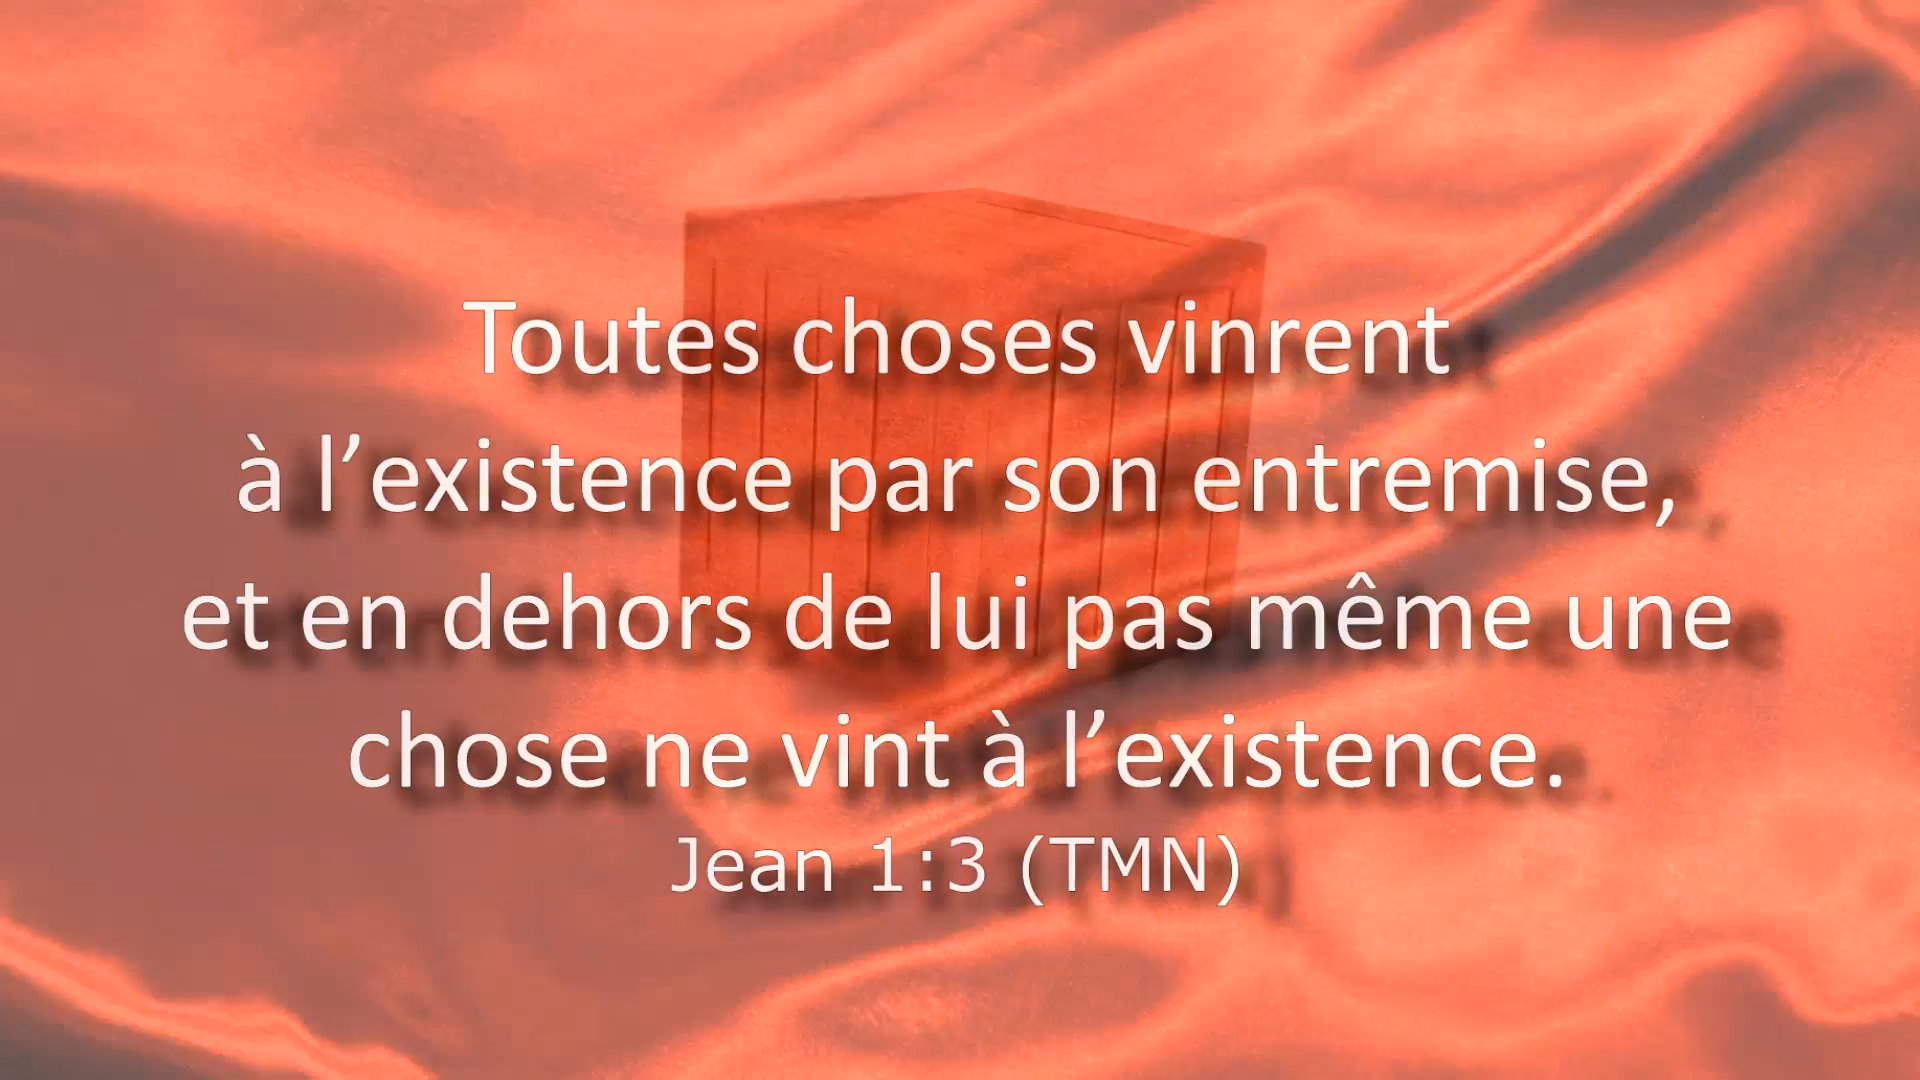 Toutes choses vinrent
à l’existence par son entremise,
et en dehors de lui pas même une
chose ne vint à l’existence.
Jean 1:3 (TMN)